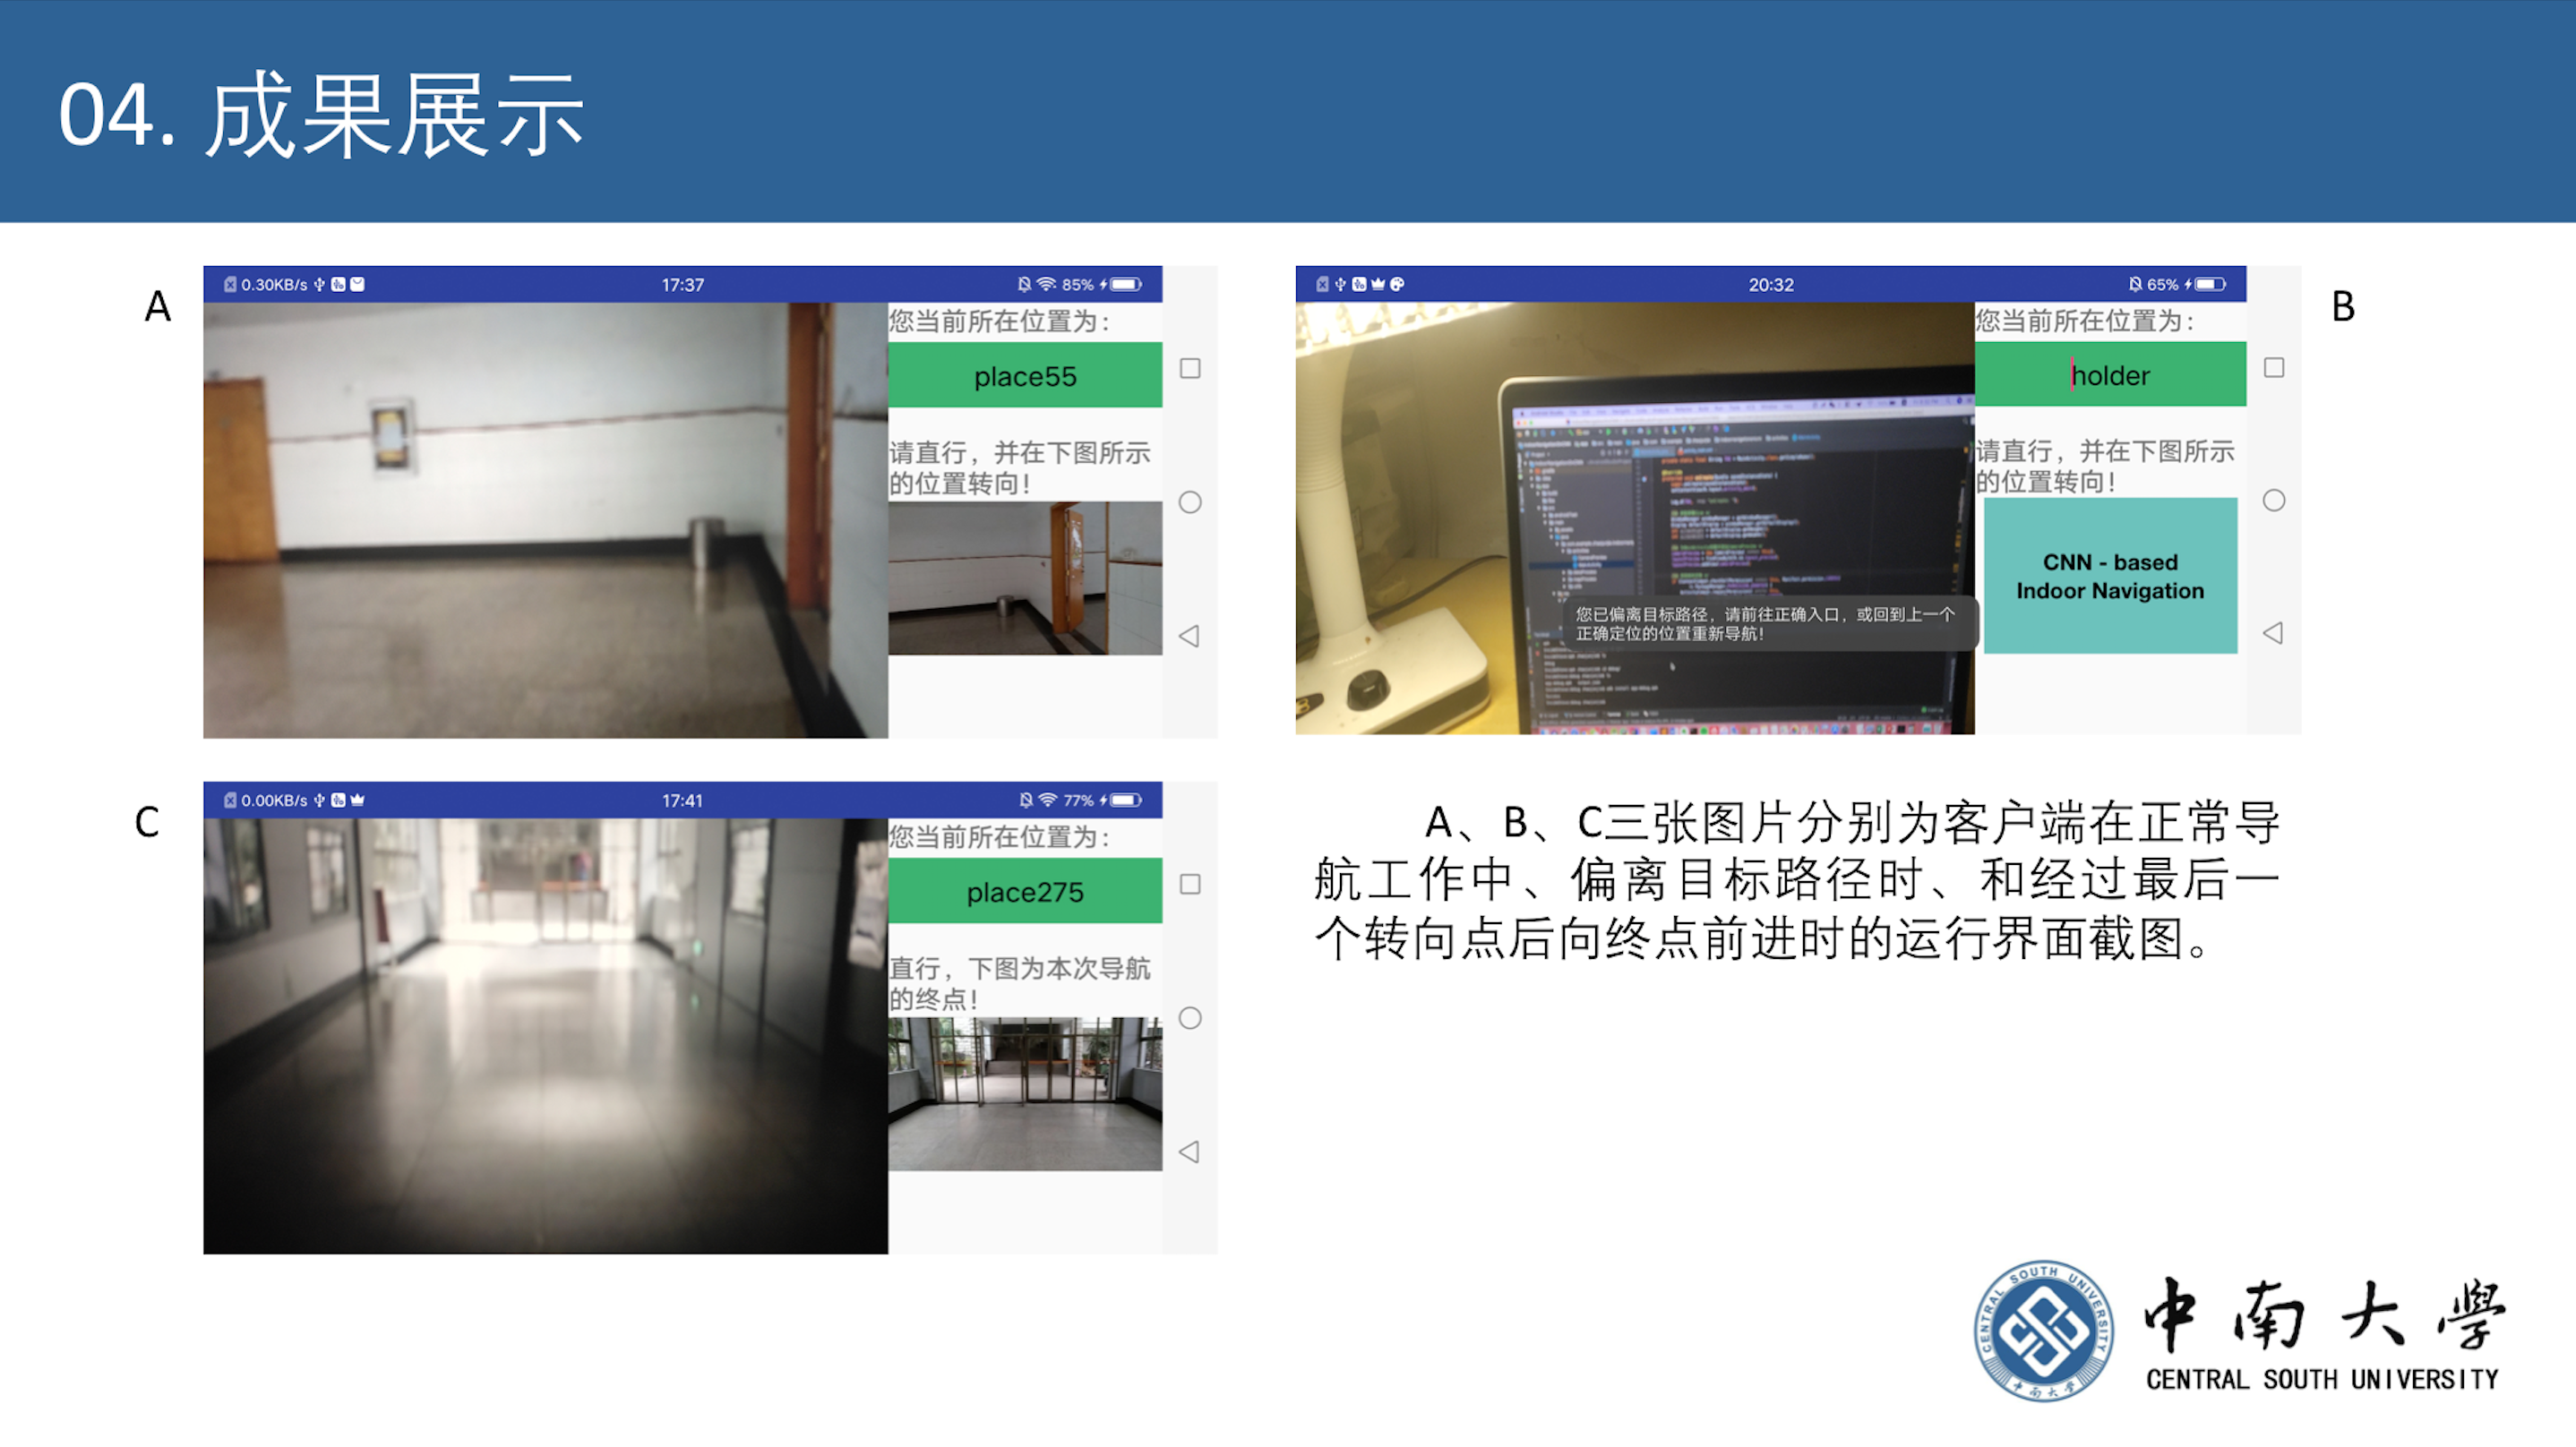 04. 成果展示
A
0.30KB/s
17:37
85%
您当前所在位置为：
place55
请直行，并在下图所示
的位置转向！
B
20:32
65%
您当前所在位置为：
holder
请直行，并在下图所示
的位置转向！
CNN - based
Indoor Navigation
您已偏离目标路径，请前往正确入口，或回到上一个
正确定位的位置重新导航！
C
0.00KB/s
17:41
77%
您当前所在位置为：
place275
直行，下图为本次导航
的终点！
A、B、C三张图片分别为客户端在正常导
航工作中、偏离目标路径时、和经过最后一
个转向点后向终点前进时的运行界面截图。
CENTRAL SOUTH UNIVERSITY
中南大学
中南大學
CENTRAL SOUTH UNIVERSITY